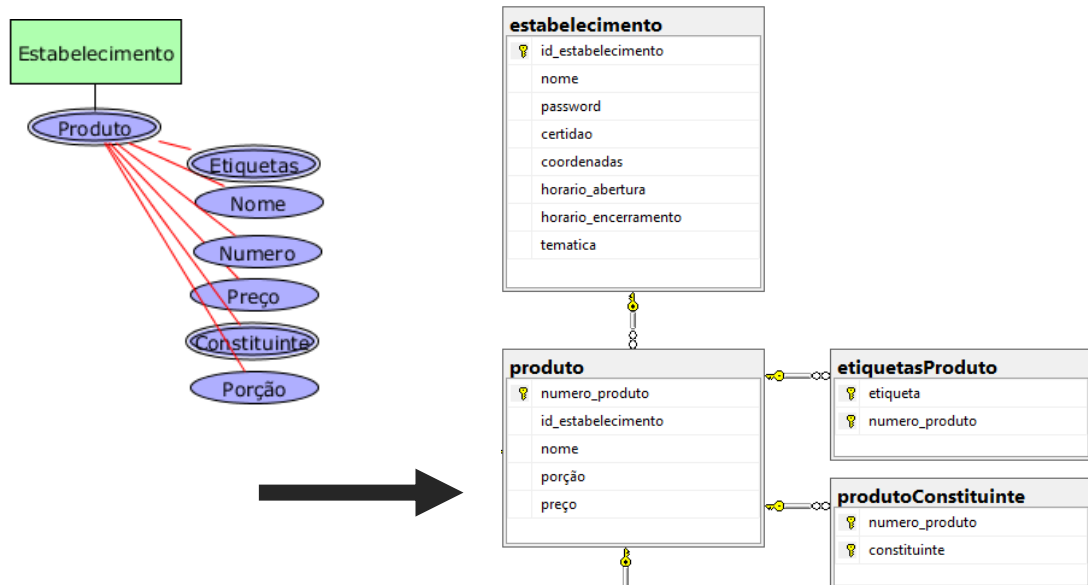 Estabelecimento
Produto
Etiquetas
Nome
Numero
Preço
Constituinte
Porção
estabelecimento
id_estabelecimento
nome
password
certidao
coordenadas
horario_abertura
horario_encerramento
tematica
produto
numero_produto
id_estabelecimento
nome
porção
preço
etiquetasProduto
etiqueta
numero_produto
produtoConstituinte
numero_produto
constituinte